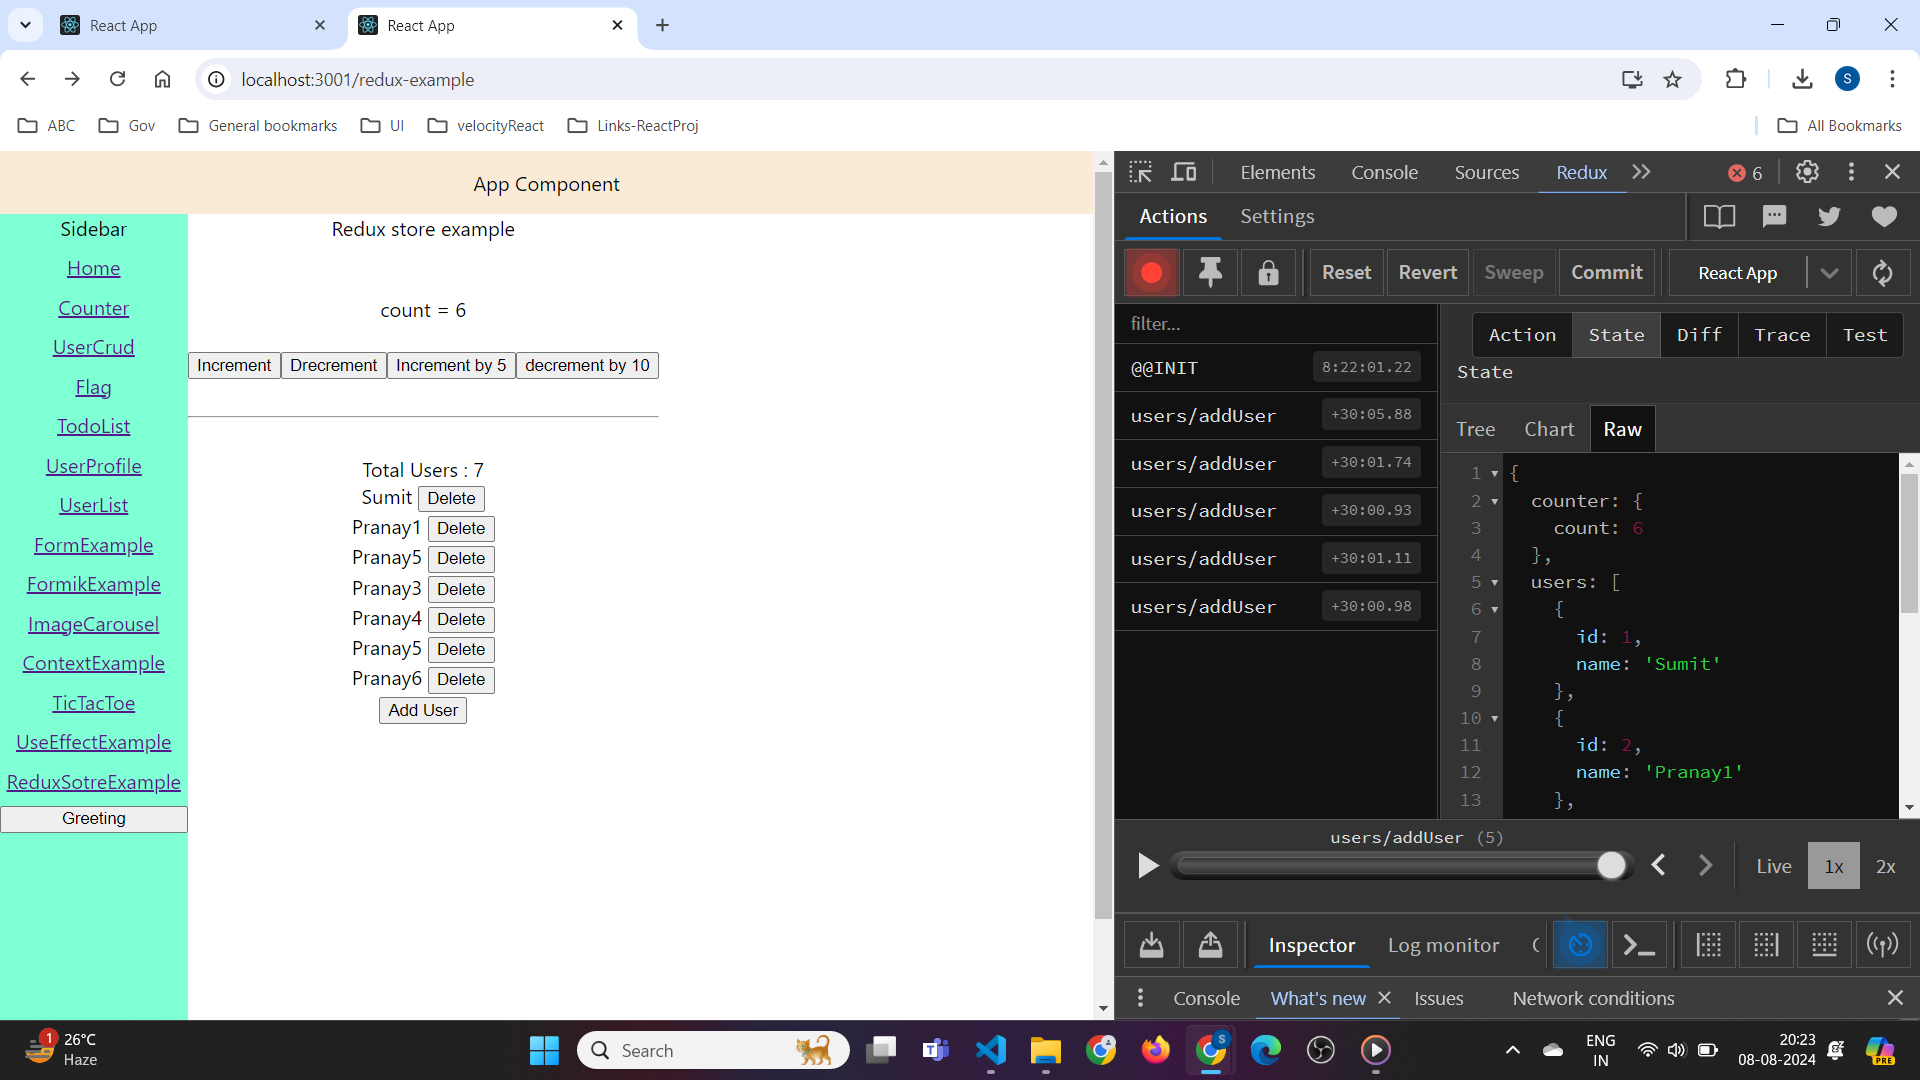 React App
React App
localhost:3001/redux-example
S
ABC
Gov
General bookmarks
UI
velocityReact
Links-ReactProj
All Bookmarks
App Component
Sidebar
Home
Counter
UserCrud
Flag
TodoList
UserProfile
UserList
FormExample
FormikExample
ImageCarousel
ContextExample
TicTacToe
UseEffectExample
ReduxSotreExample
Greeting
Redux store example
count = 6
Increment
Drecrement
Increment by 5
decrement by 10
Total Users : 7
Sumit Delete
Pranay1 Delete
Pranay5 Delete
Pranay3 Delete
Pranay4 Delete
Pranay5 Delete
Pranay6 Delete
Add User
Elements
Console
Sources
Redux
6
Actions
Settings
Reset
Revert
Sweep
Commit
React App
filter...
@@INIT 8:22:01.22
users/addUser +30:05.88
users/addUser +30:01.74
users/addUser +30:00.93
users/addUser +30:01.11
users/addUser +30:00.98
Action
State
Diff
Trace
Test
State
Tree
Chart
Raw
1 {
2 counter: {
3 count: 6
4 },
5 users: [
6 {
7 id: 1,
8 name: 'Sumit'
9 },
10 {
11 id: 2,
12 name: 'Pranay1'
13 },
users/addUser (5)
Live
1x
2x
Inspector
Log monitor
Console
What's new
Issues
Network conditions
1
26°C
Haze
Search
S
ENG
IN
20:23
08-08-2024
PRE